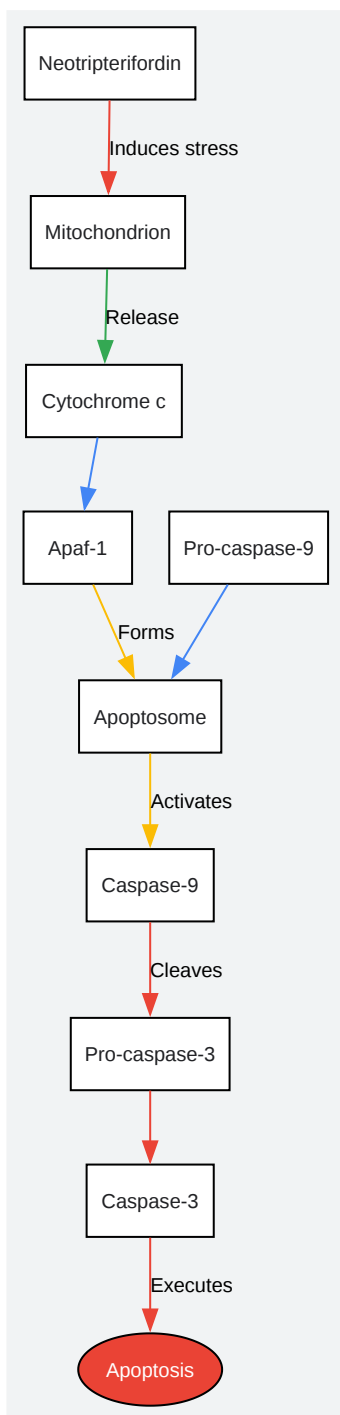 Neotripterifordin
Induces stress
Mitochondrion
Release
Cytochrome c
Apaf-1
Pro-caspase-9
Forms
Apoptosome
Activates
Caspase-9
Cleaves
Pro-caspase-3
Caspase-3
Executes
Apoptosis